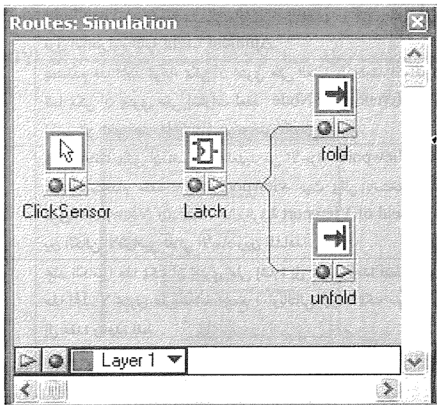 Routes: Simulation
fold
ClickSensor
Latch
unfold
Layer 1